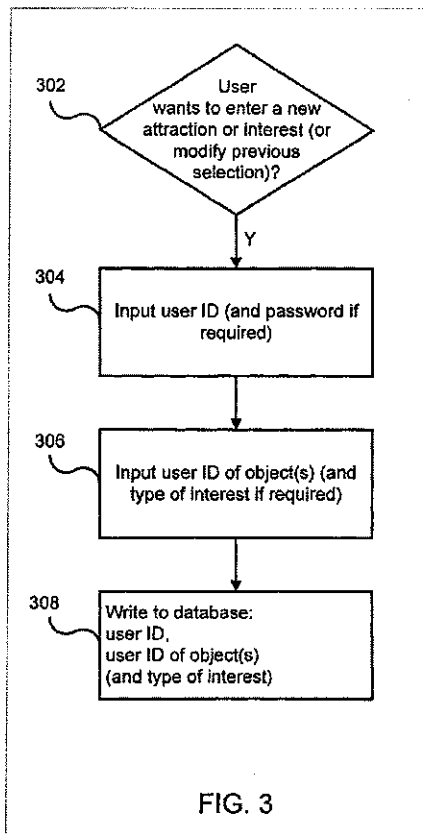 302
User
wants to enter a new
attraction or interest (or
modify previous
selection)?
Y
304
Input user ID (and password if
required)
306
Input user ID of object(s) (and
type of interest if required)
308
Write to database:
user ID,
user ID of object(s)
(and type of interest)
FIG. 3